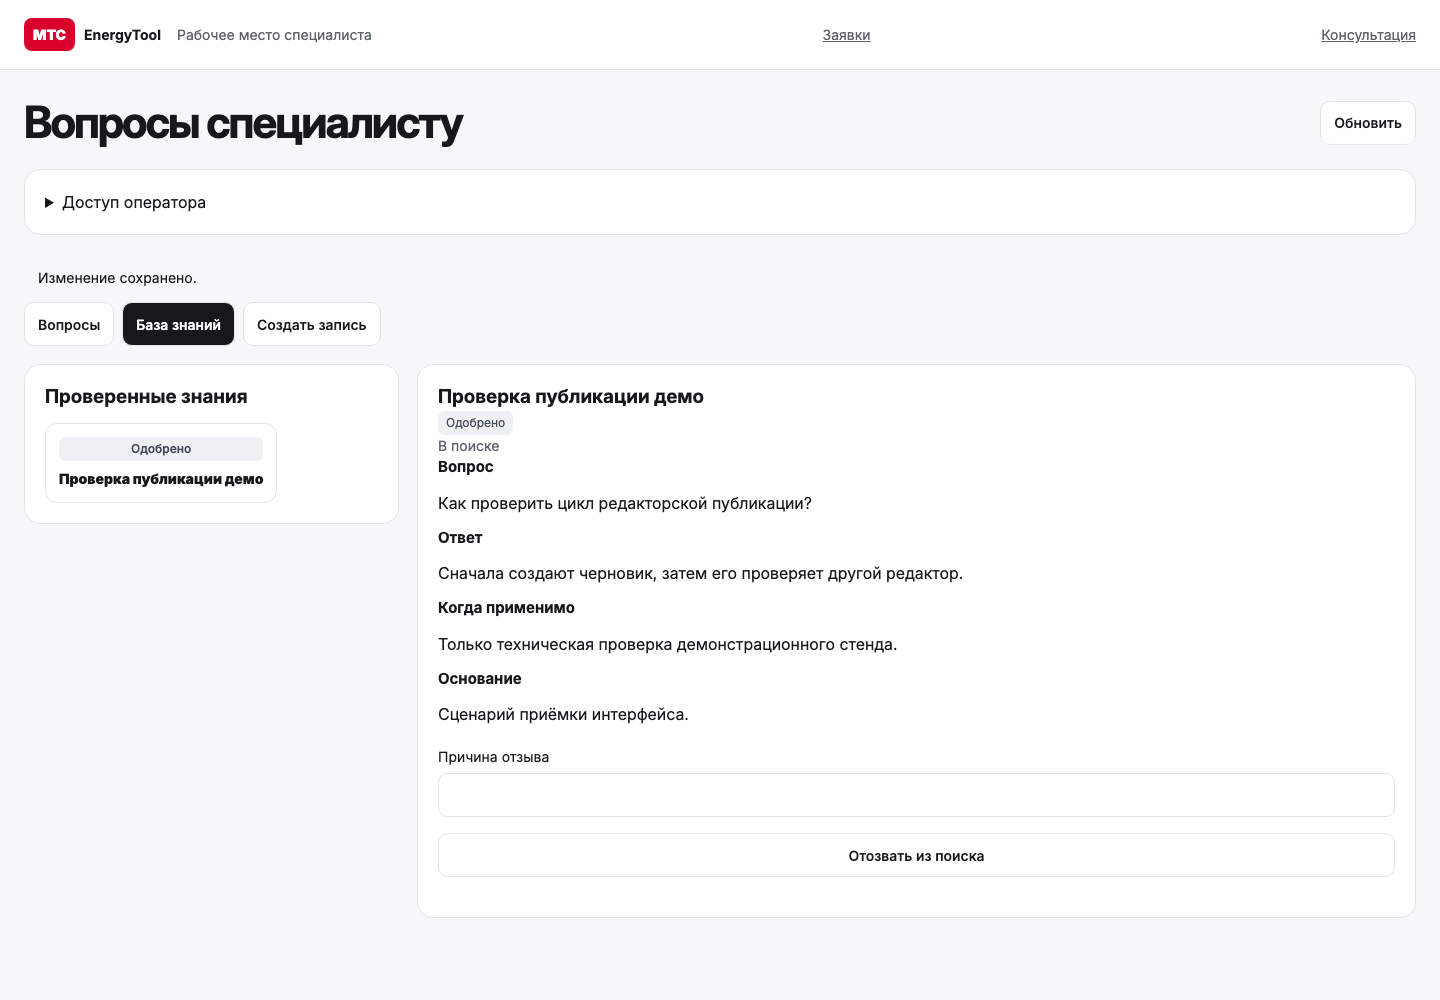 МТС EnergyTool Рабочее место специалиста Заявки Консультация
Вопросы специалисту
Обновить
Доступ оператора
Изменение сохранено.
Вопросы База знаний Создать запись
Проверенные знания
Одобрено
Проверка публикации демо
Проверка публикации демо
Одобрено
В поиске
Вопрос
Как проверить цикл редакторской публикации?
Ответ
Сначала создают черновик, затем его проверяет другой редактор.
Когда применимо
Только техническая проверка демонстрационного стенда.
Основание
Сценарий приёмки интерфейса.
Причина отзыва
Отозвать из поиска